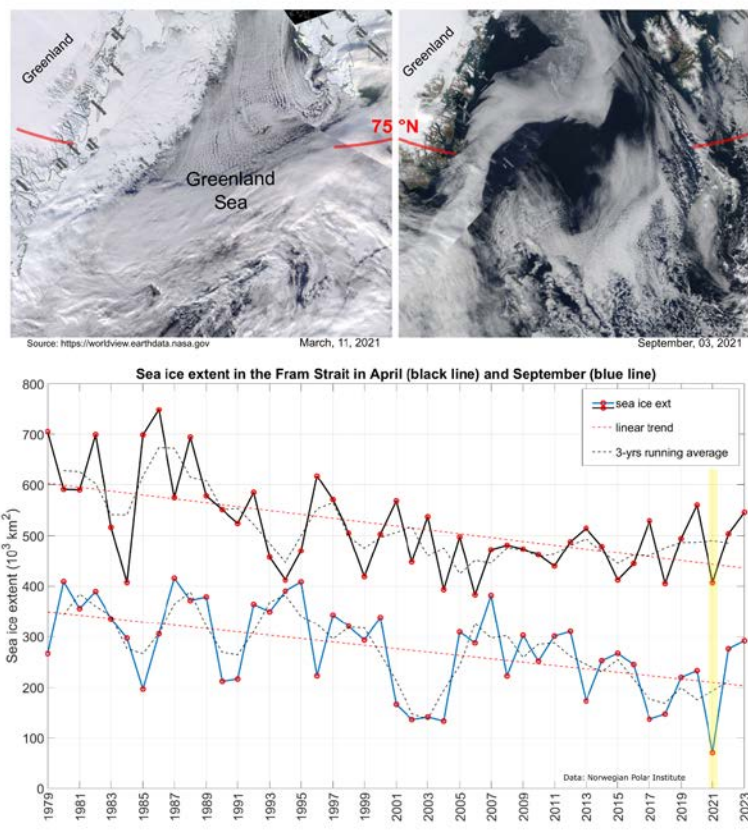 Greenland
Greenland
75 °N
Greenland
Sea
Source: https://worldview.earthdata.nasa.gov
March, 11, 2021
September, 03, 2021
Sea ice extent in the Fram Strait in April (black line) and September (blue line)
800
700
600
500
400
300
200
100
0
Sea ice extent (10³ km²)
sea ice ext
linear trend
3-yrs running average
Data: Norwegian Polar Institute
1979
1981
1983
1985
1987
1989
1991
1993
1995
1997
1999
2001
2003
2005
2007
2009
2011
2013
2015
2017
2019
2021
2023